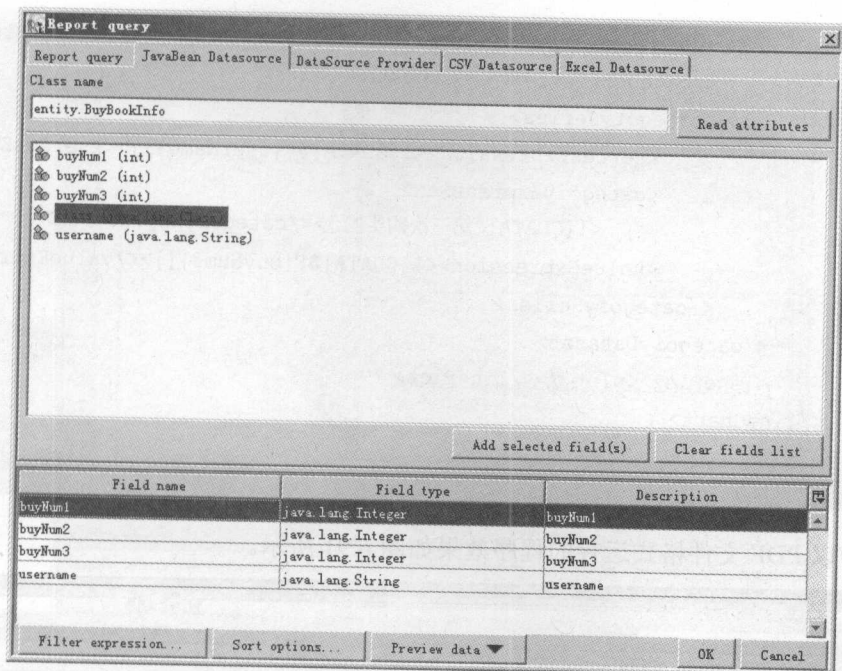 Report query
Report query JavaBean Datasource DataSource Provider CSV Datasource Excel Datasource
Class name
entity.BuyBookInfo Read attributes
buyNum1 (int)
buyNum2 (int)
buyNum3 (int)
class (java.lang.Class)
username (java.lang.String)
Add selected field(s) Clear fields list
Field name Field type Description
buyNum1 java.lang.Integer buyNum1
buyNum2 java.lang.Integer buyNum2
buyNum3 java.lang.Integer buyNum3
username java.lang.String username
Filter expression... Sort options... Preview data OK Cancel